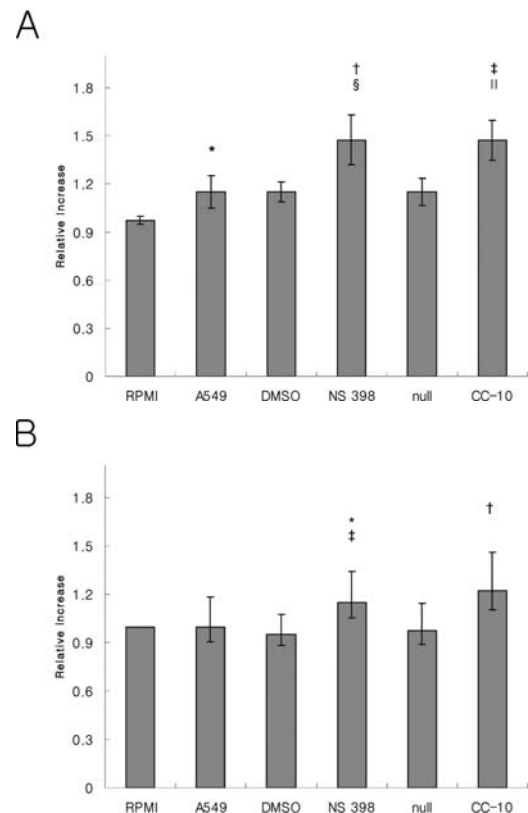 A
† ‡
1.8 § ||
1.5
*
1.2
0.9
0.6
0.3
0
Relative Increase
RPMI A549 DMSO NS 398 null CC-10
B
1.8
†
*
1.5 ‡
1.2
0.9
0.6
0.3
0
Relative Increase
RPMI A549 DMSO NS 398 null CC-10